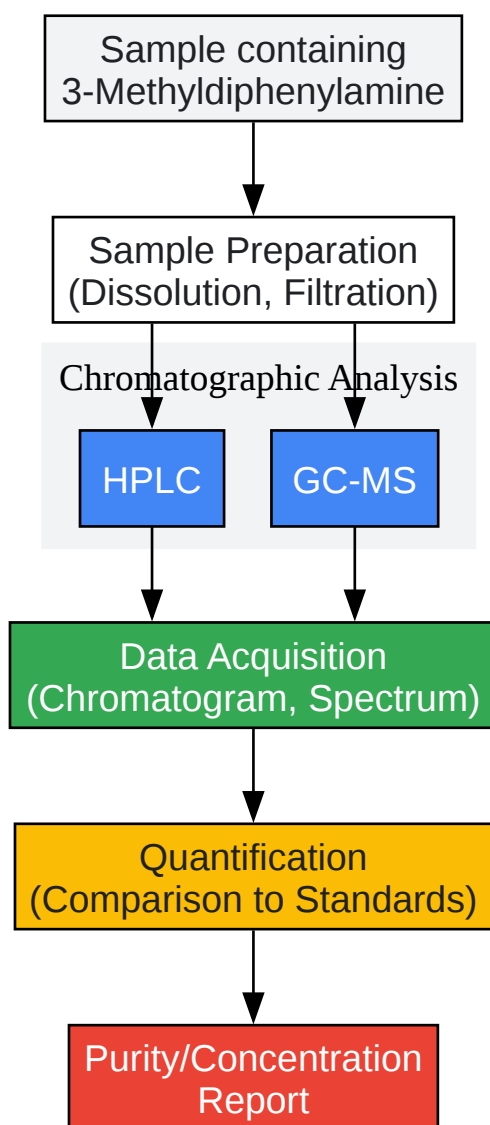 Sample containing
3-Methyldiphenylamine
Sample Preparation
(Dissolution, Filtration)
Chromatographic Analysis
HPLC
GC-MS
Data Acquisition
(Chromatogram, Spectrum)
Quantification
(Comparison to Standards)
Purity/Concentration
Report